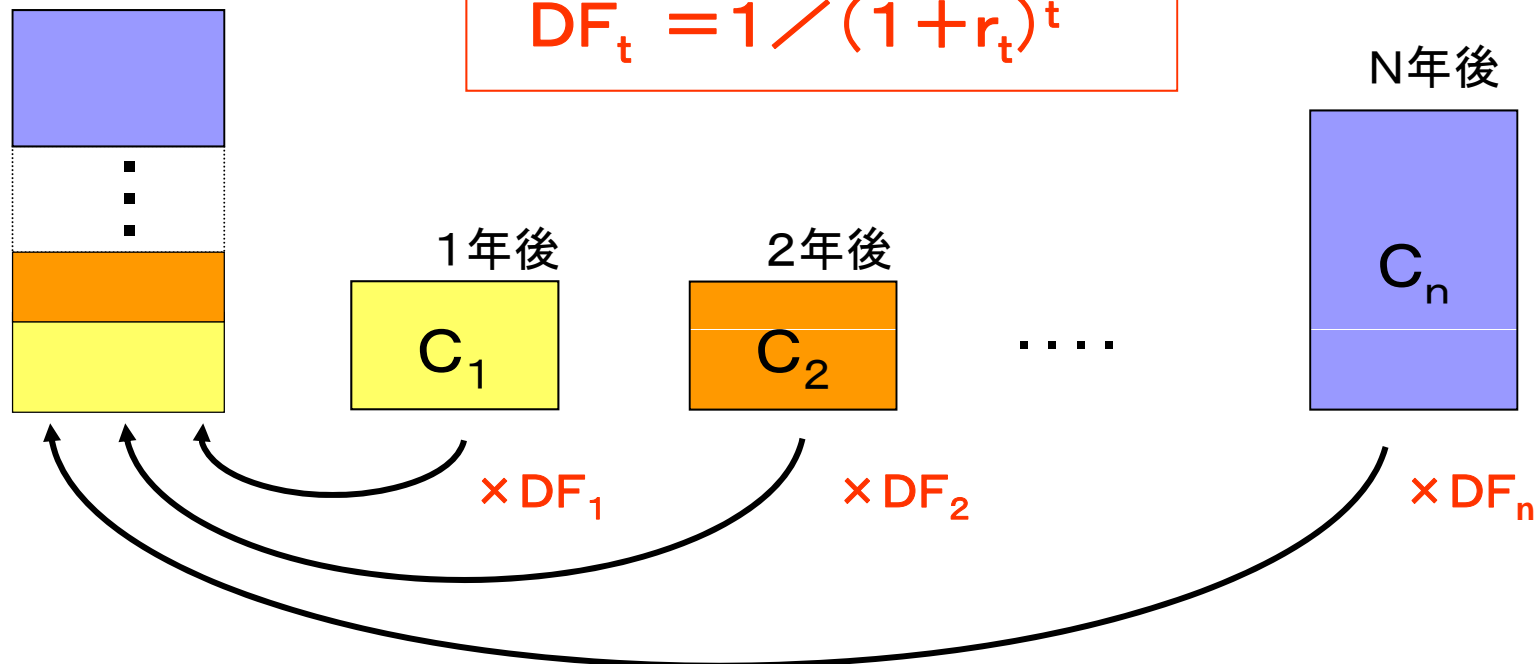 DFt ＝1／(1＋rt)t
N年後
1年後
2年後
Cn
C1
C2
････
×DF1
×DF2
×DFn